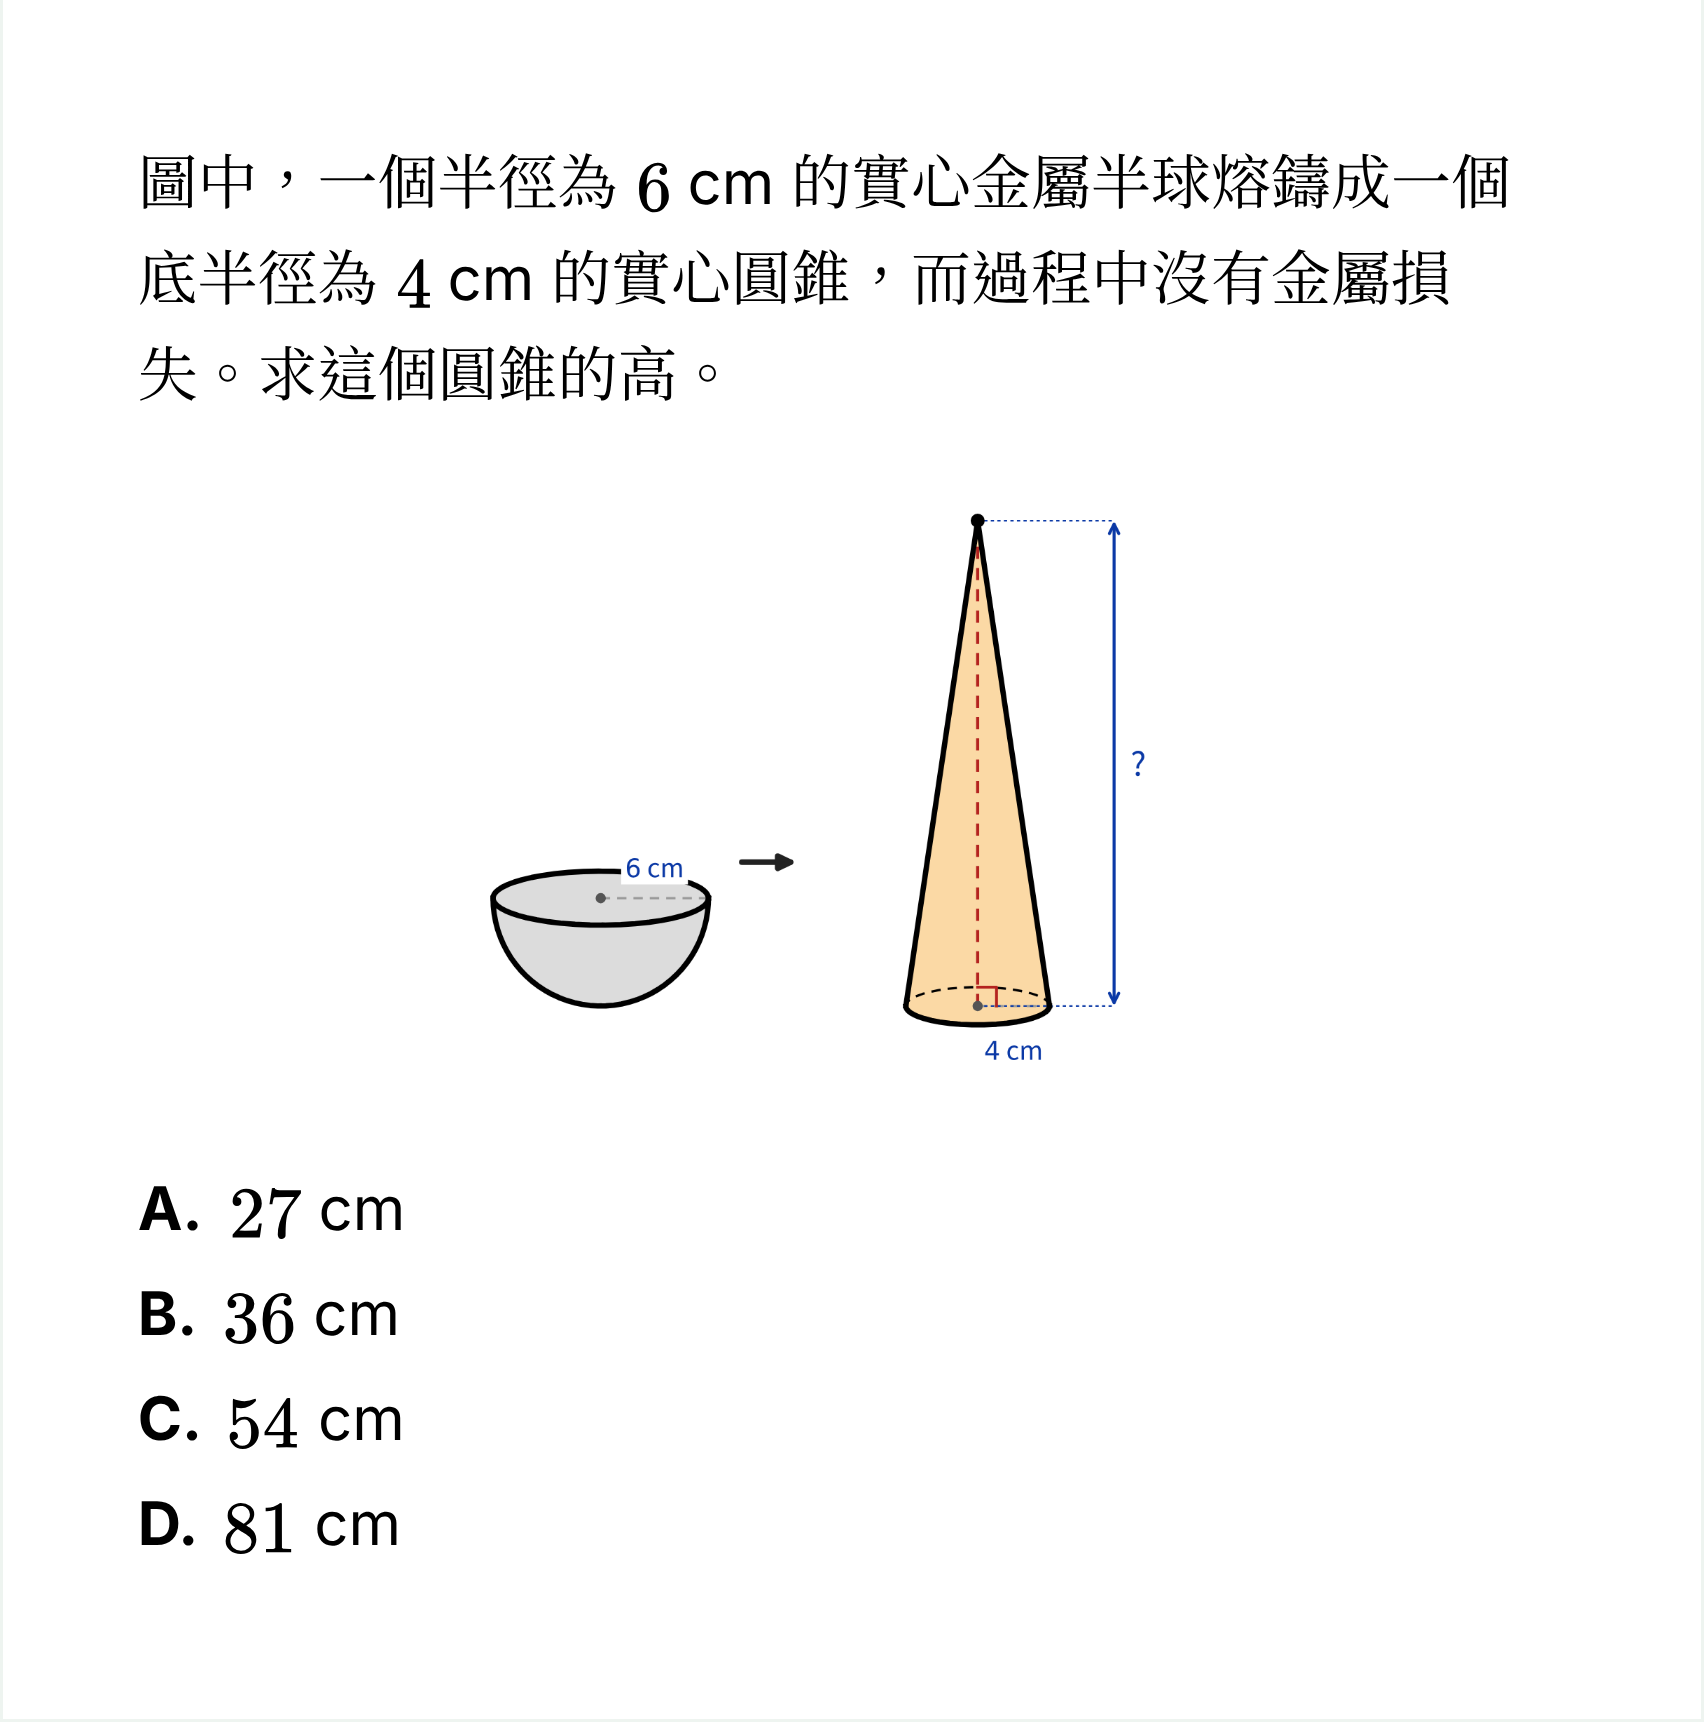 圖中，一個半徑為 6 cm 的實心金屬半球熔鑄成一個
底半徑為 4 cm 的實心圓錐，而過程中沒有金屬損
失。求這個圓錐的高。
?
6 cm
4 cm
A. 27 cm
B. 36 cm
C. 54 cm
D. 81 cm